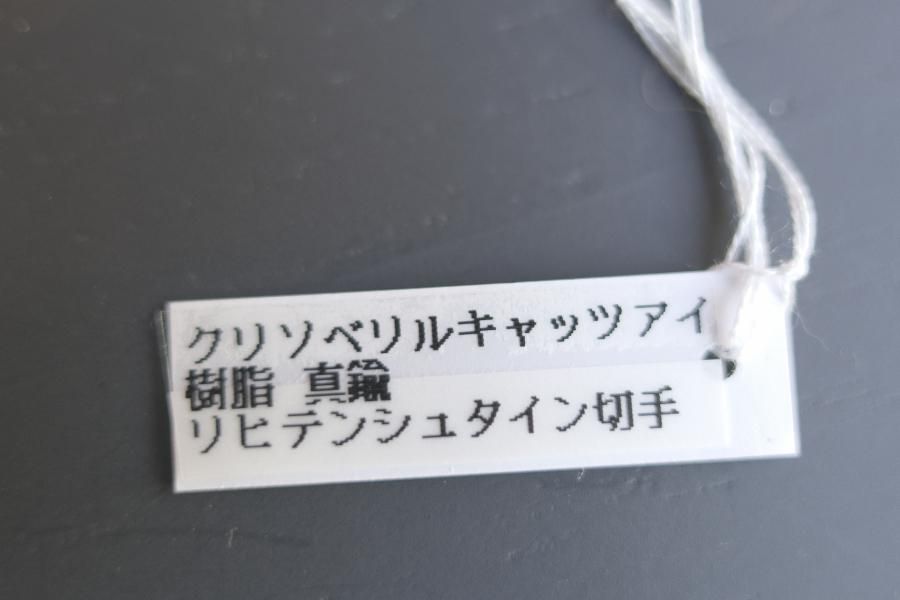 クリソベリルキャッツアイ
樹脂 真鍮
リヒテンシュタイン切手